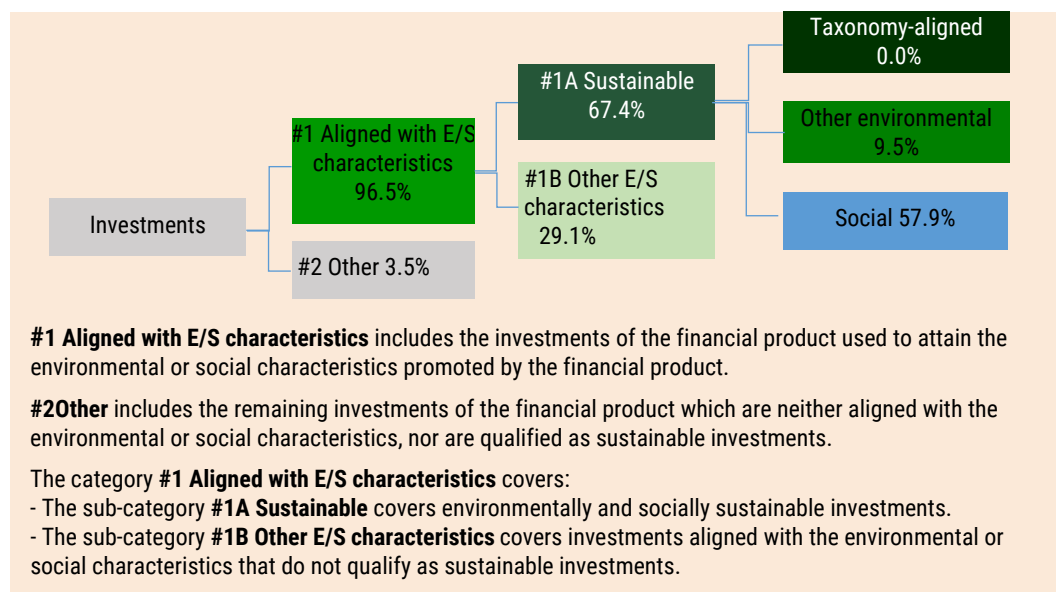 Taxonomy-aligned
0.0%
#1A Sustainable
67.4%
Other environmental
9.5%
#1 Aligned with E/S
characteristics
96.5%
#1B Other E/S
characteristics
29.1%
Investments
Social 57.9%
#2 Other 3.5%
#1 Aligned with E/S characteristics includes the investments of the financial product used to attain the
environmental or social characteristics promoted by the financial product.
#2Other includes the remaining investments of the financial product which are neither aligned with the
environmental or social characteristics, nor are qualified as sustainable investments.
The category #1 Aligned with E/S characteristics covers:
- The sub-category #1A Sustainable covers environmentally and socially sustainable investments.
- The sub-category #1B Other E/S characteristics covers investments aligned with the environmental or
social characteristics that do not qualify as sustainable investments.